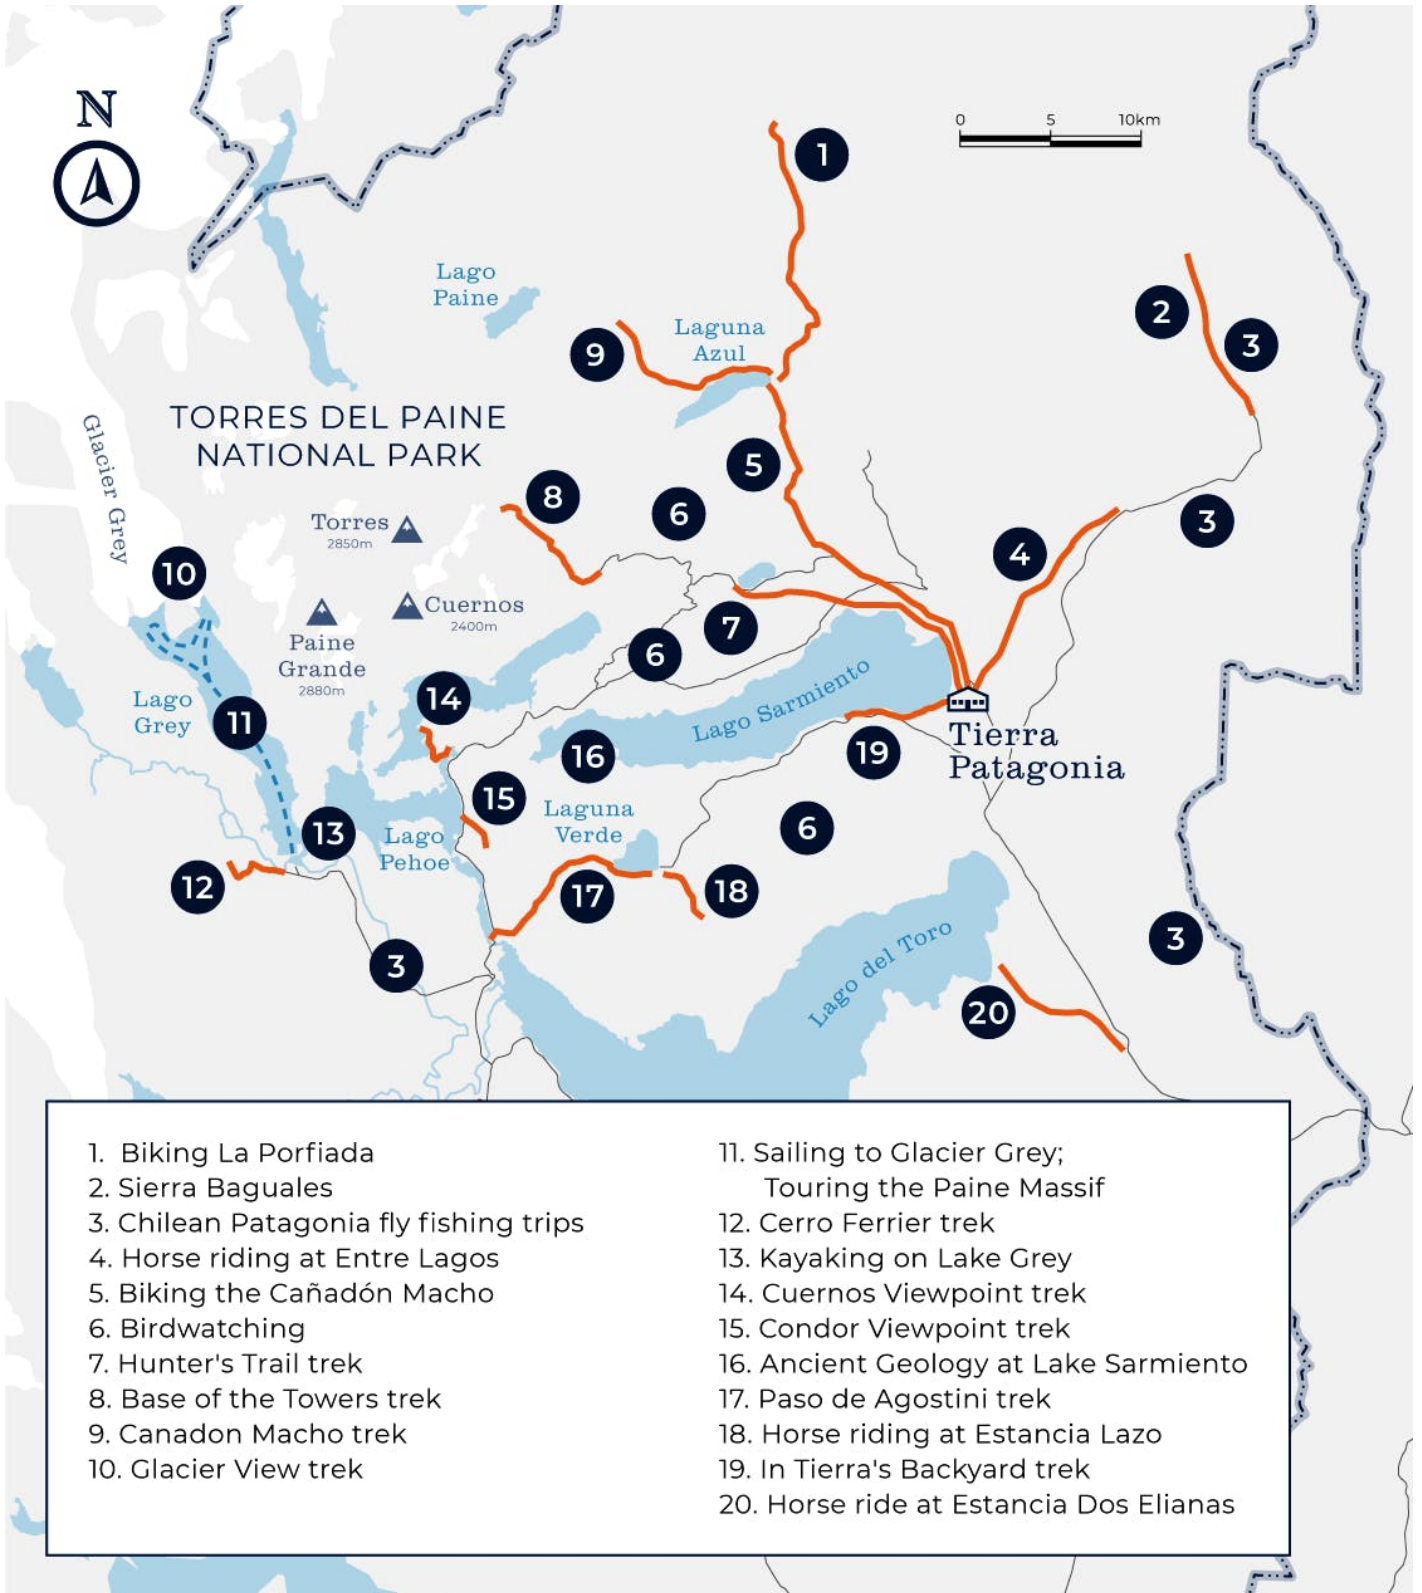 N
0 5 10km
1
2
3
Lago
Paine
Laguna
Azul
9
TORRES DEL PAINE
NATIONAL PARK
Glacier Grey
5
8
6
3
Torres
2850m
4
10
Cuernos
2400m
7
Paine
Grande
2880m
6
14
Lago
Grey
11
Lago Sarmiento
Tierra
Patagonia
16
19
15
Laguna
Verde
13
Lago
Pehoe
6
12
17
18
3
3
Lago del Toro
20
1. Biking La Porfiada
2. Sierra Baguales
3. Chilean Patagonia fly fishing trips
4. Horse riding at Entre Lagos
5. Biking the Cañadón Macho
6. Birdwatching
7. Hunter's Trail trek
8. Base of the Towers trek
9. Canadon Macho trek
10. Glacier View trek
11. Sailing to Glacier Grey;
Touring the Paine Massif
12. Cerro Ferrier trek
13. Kayaking on Lake Grey
14. Cuernos Viewpoint trek
15. Condor Viewpoint trek
16. Ancient Geology at Lake Sarmiento
17. Paso de Agostini trek
18. Horse riding at Estancia Lazo
19. In Tierra's Backyard trek
20. Horse ride at Estancia Dos Elianas